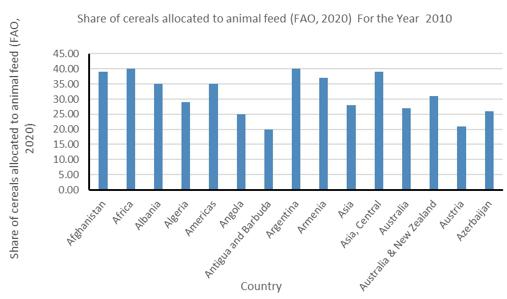 Share of cereals allocated to animal feed (FAO, 2020)  For the Year  2010
Share of cereals allocated to animal feed (FAO,
2020)
45.00
40.00
35.00
30.00
25.00
20.00
15.00
10.00
5.00
0.00
Afghanistan
Africa
Albania
Algeria
Americas
Angola
Antigua and Barbuda
Argentina
Armenia
Asia
Asia, Central
Australia
Australia & New Zealand
Austria
Azerbaijan
Country